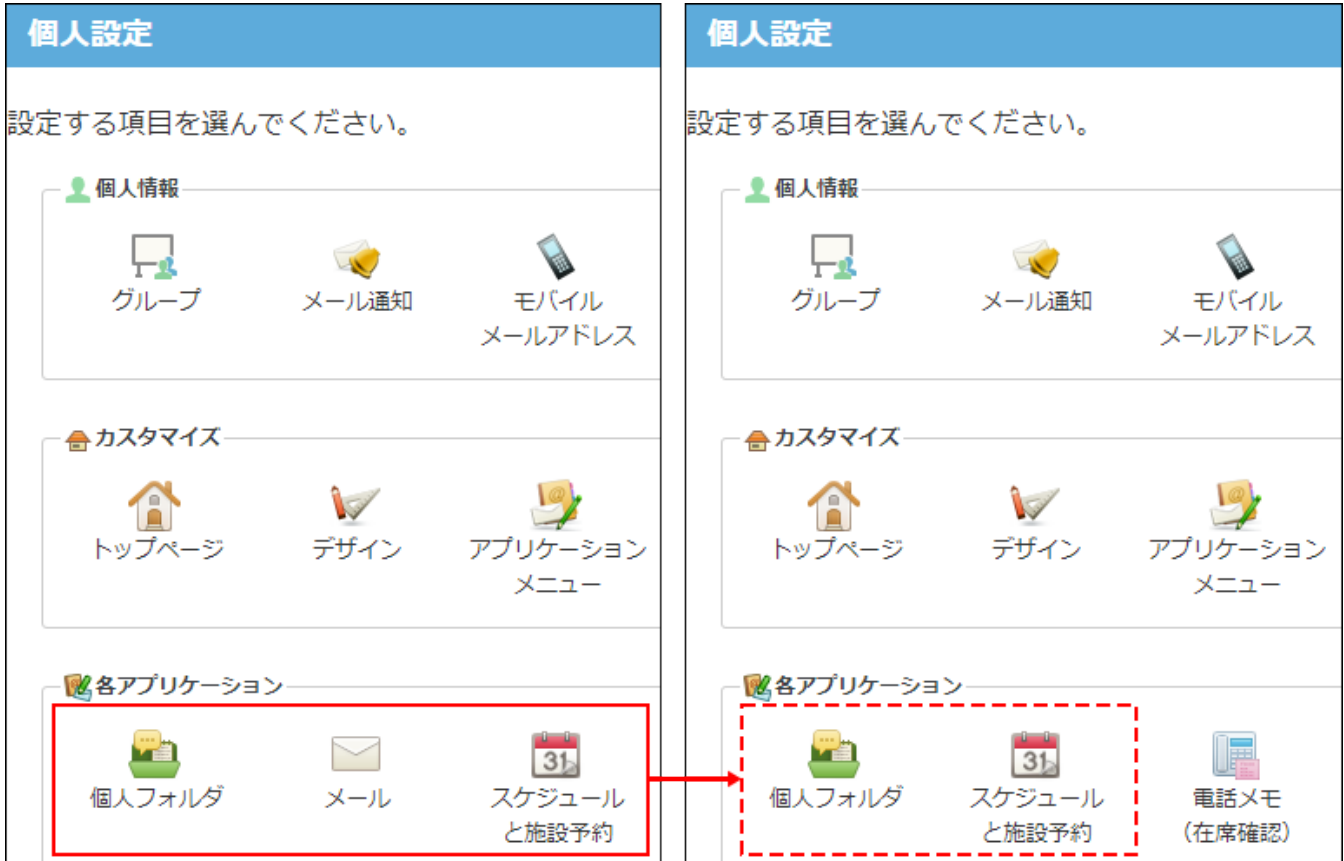 個人設定
設定する項目を選んでください。
個人情報
グループ
メール通知
モバイル
メールアドレス
カスタマイズ
トップページ
デザイン
アプリケーション
メニュー
各アプリケーション
個人フォルダ
メール
31
スケジュール
と施設予約
個人設定
設定する項目を選んでください。
個人情報
グループ
メール通知
モバイル
メールアドレス
カスタマイズ
トップページ
デザイン
アプリケーション
メニュー
各アプリケーション
個人フォルダ
31
スケジュール
と施設予約
電話メモ
（在席確認）